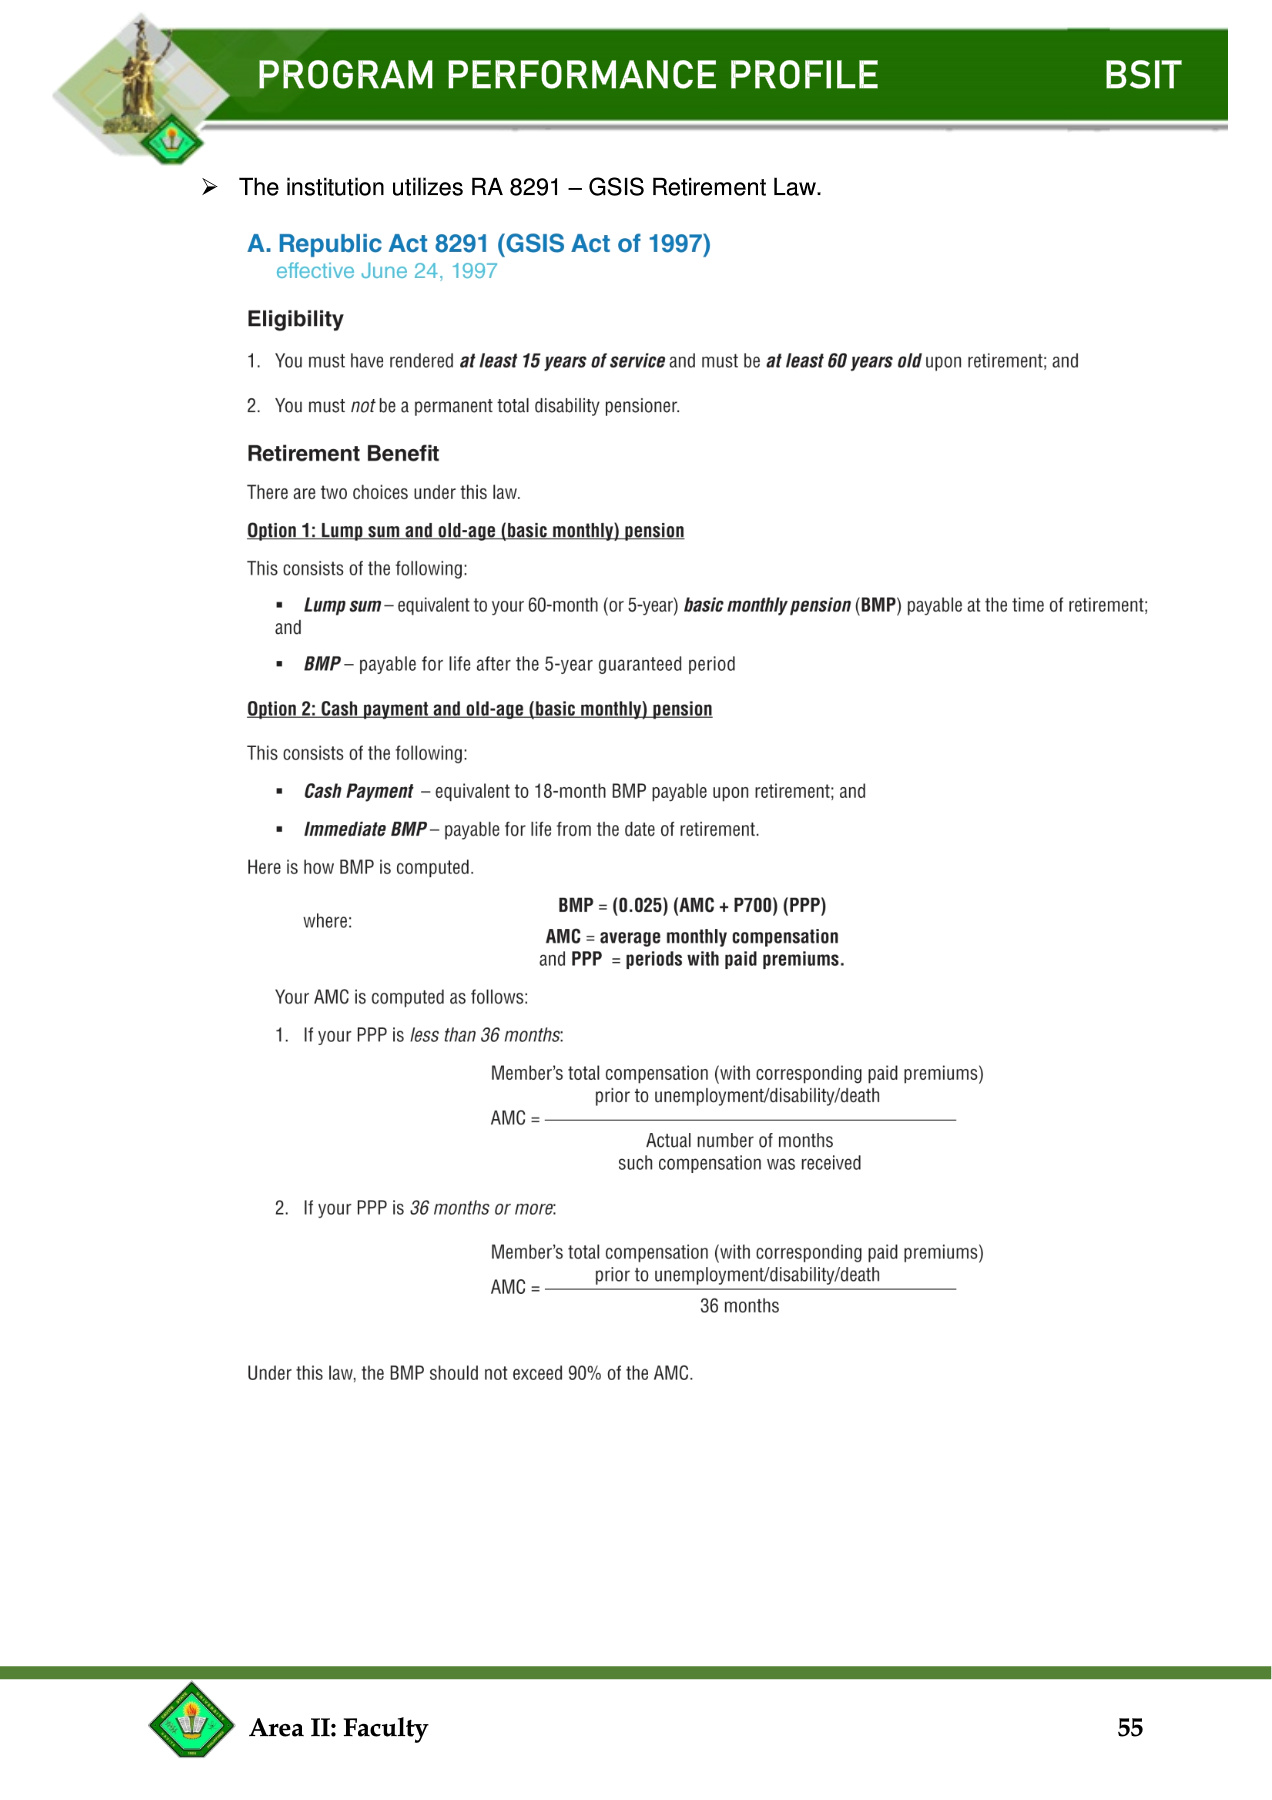 PROGRAM PERFORMANCE PROFILE BSIT
➢ The institution utilizes RA 8291 – GSIS Retirement Law.
A. Republic Act 8291 (GSIS Act of 1997)
effective June 24, 1997
Eligibility
1. You must have rendered at least 15 years of service and must be at least 60 years old upon retirement; and
2. You must not be a permanent total disability pensioner.
Retirement Benefit
There are two choices under this law.
Option 1: Lump sum and old-age (basic monthly) pension
This consists of the following:
▪ Lump sum – equivalent to your 60-month (or 5-year) basic monthly pension (BMP) payable at the time of retirement;
and
▪ BMP – payable for life after the 5-year guaranteed period
Option 2: Cash payment and old-age (basic monthly) pension
This consists of the following:
▪ Cash Payment – equivalent to 18-month BMP payable upon retirement; and
▪ Immediate BMP – payable for life from the date of retirement.
Here is how BMP is computed.
BMP = (0.025) (AMC + P700) (PPP)
where:
AMC = average monthly compensation
and PPP = periods with paid premiums.
Your AMC is computed as follows:
1. If your PPP is less than 36 months:
Member's total compensation (with corresponding paid premiums)
prior to unemployment/disability/death
AMC =
Actual number of months
such compensation was received
2. If your PPP is 36 months or more:
Member's total compensation (with corresponding paid premiums)
prior to unemployment/disability/death
AMC =
36 months
Under this law, the BMP should not exceed 90% of the AMC.
Area II: Faculty 55